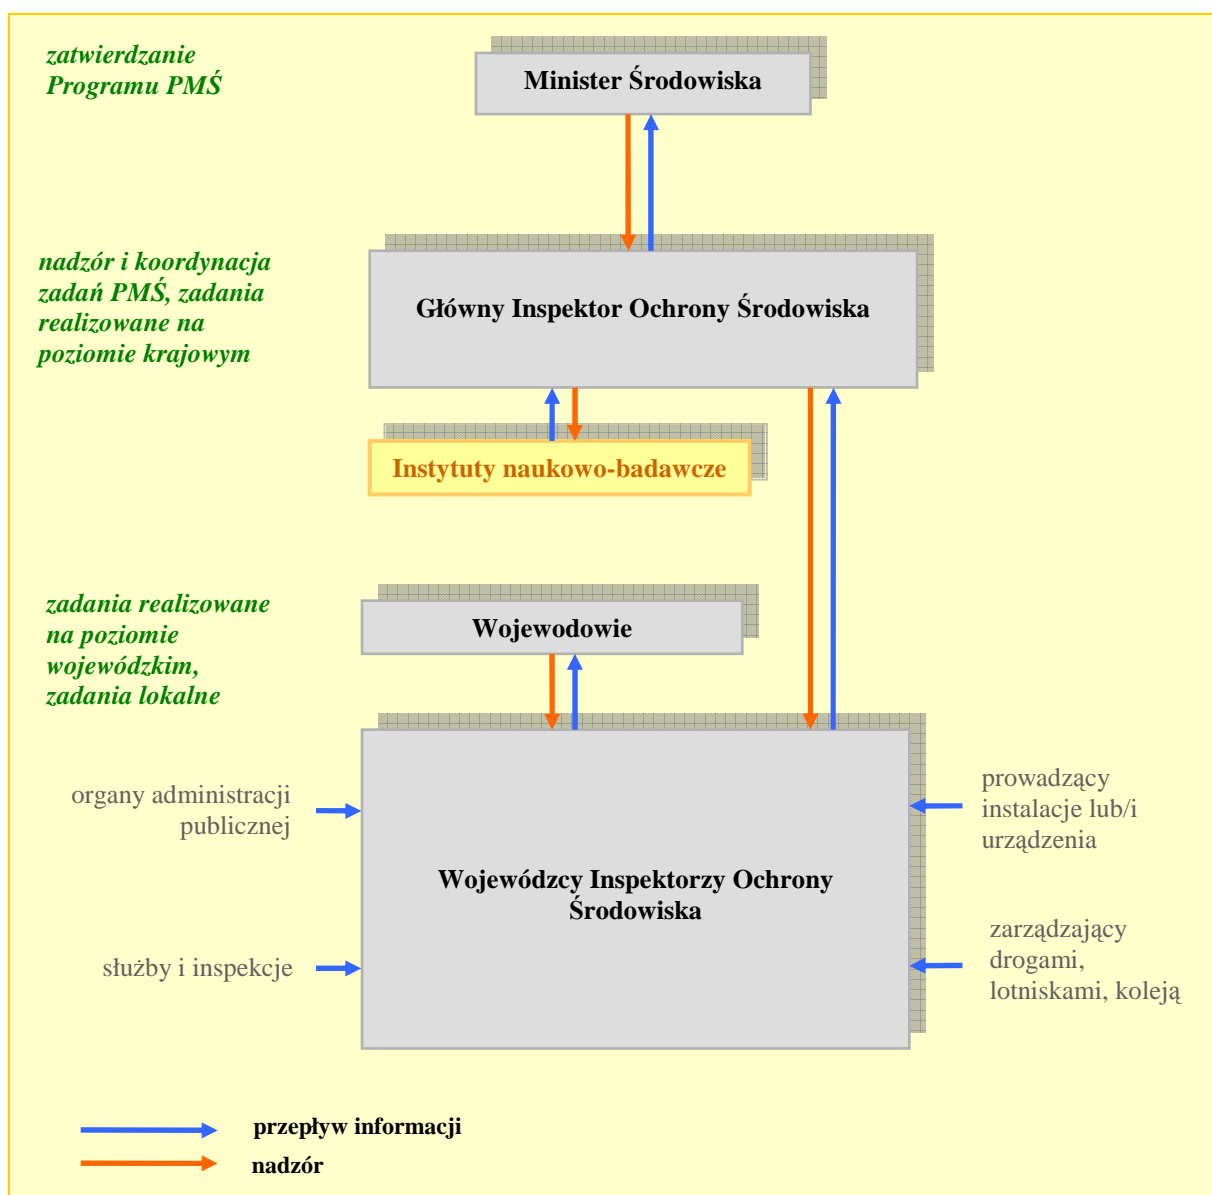 zatwierdzanie
Programu PMŚ
Minister Środowiska
nadzór i koordynacja
zadań PMŚ, zadania
realizowane na
poziomie krajowym
Główny Inspektor Ochrony Środowiska
Instytuty naukowo-badawcze
zadania realizowane
na poziomie
wojewódzkim,
zadania lokalne
Wojewodowie
organy administracji
publicznej
prowadzący
instalacje lub/i
urządzenia
Wojewódzcy Inspektorzy Ochrony
Środowiska
służby i inspekcje
zarządzający
drogami,
lotniskami, koleją
przepływ informacji
nadzór